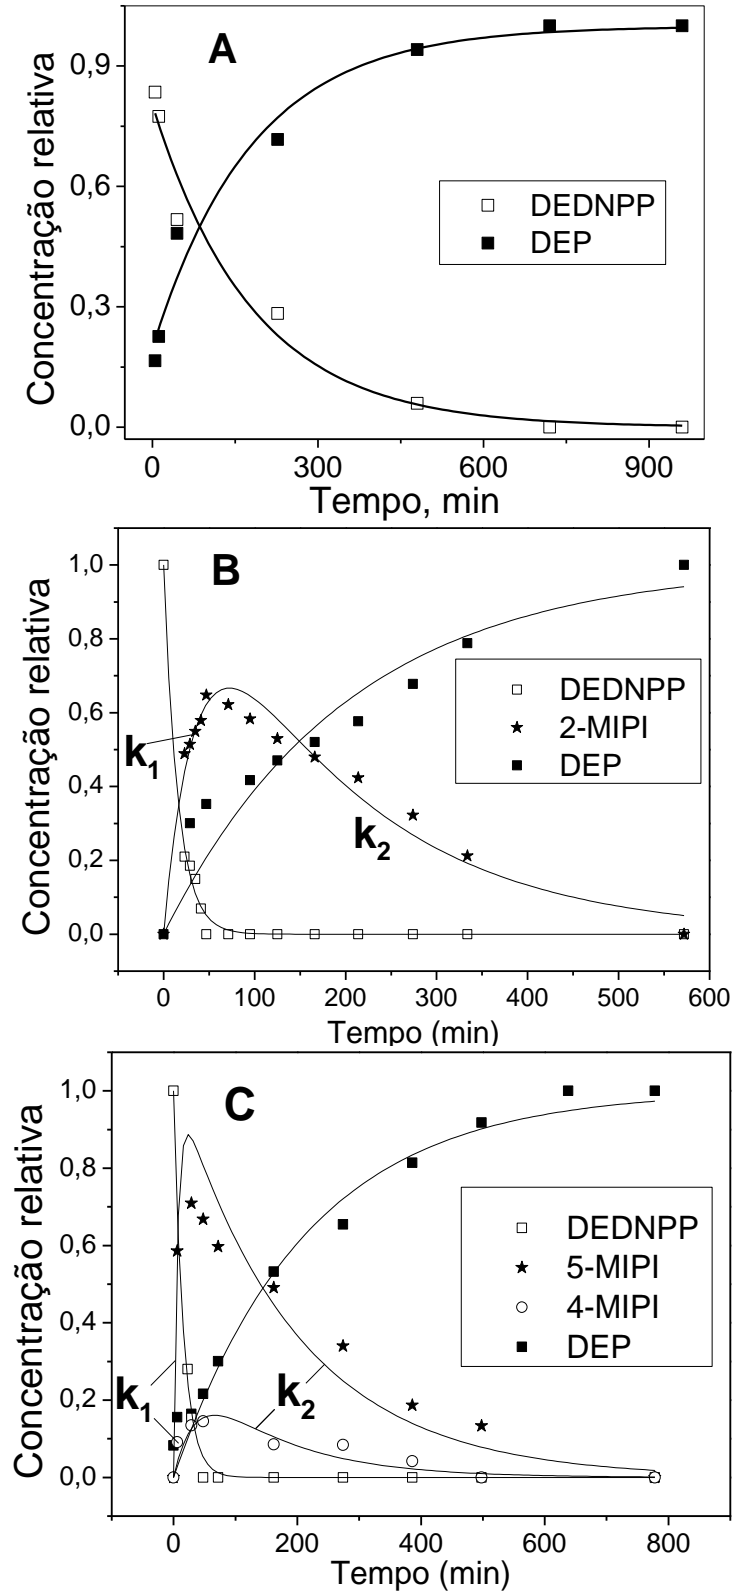 A
Concentração relativa
0,9
0,6
0,3
0,0
DEDNPP
DEP
0 300 600 900
Tempo, min
B
Concentração relativa
1,0
0,8
0,6
0,4
0,2
0,0
k1
k2
DEDNPP
2-MIPI
DEP
0 100 200 300 400 500 600
Tempo (min)
C
Concentração relativa
1,0
0,8
0,6
0,4
0,2
0,0
k1
k2
DEDNPP
5-MIPI
4-MIPI
DEP
0 200 400 600 800
Tempo (min)